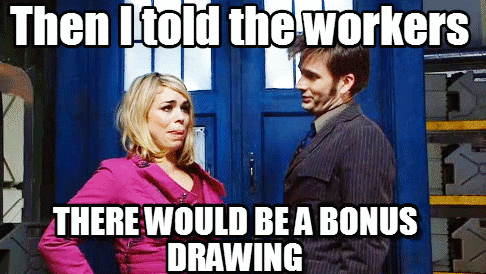 Then I told the workers
THERE WOULD BE A BONUS
DRAWING